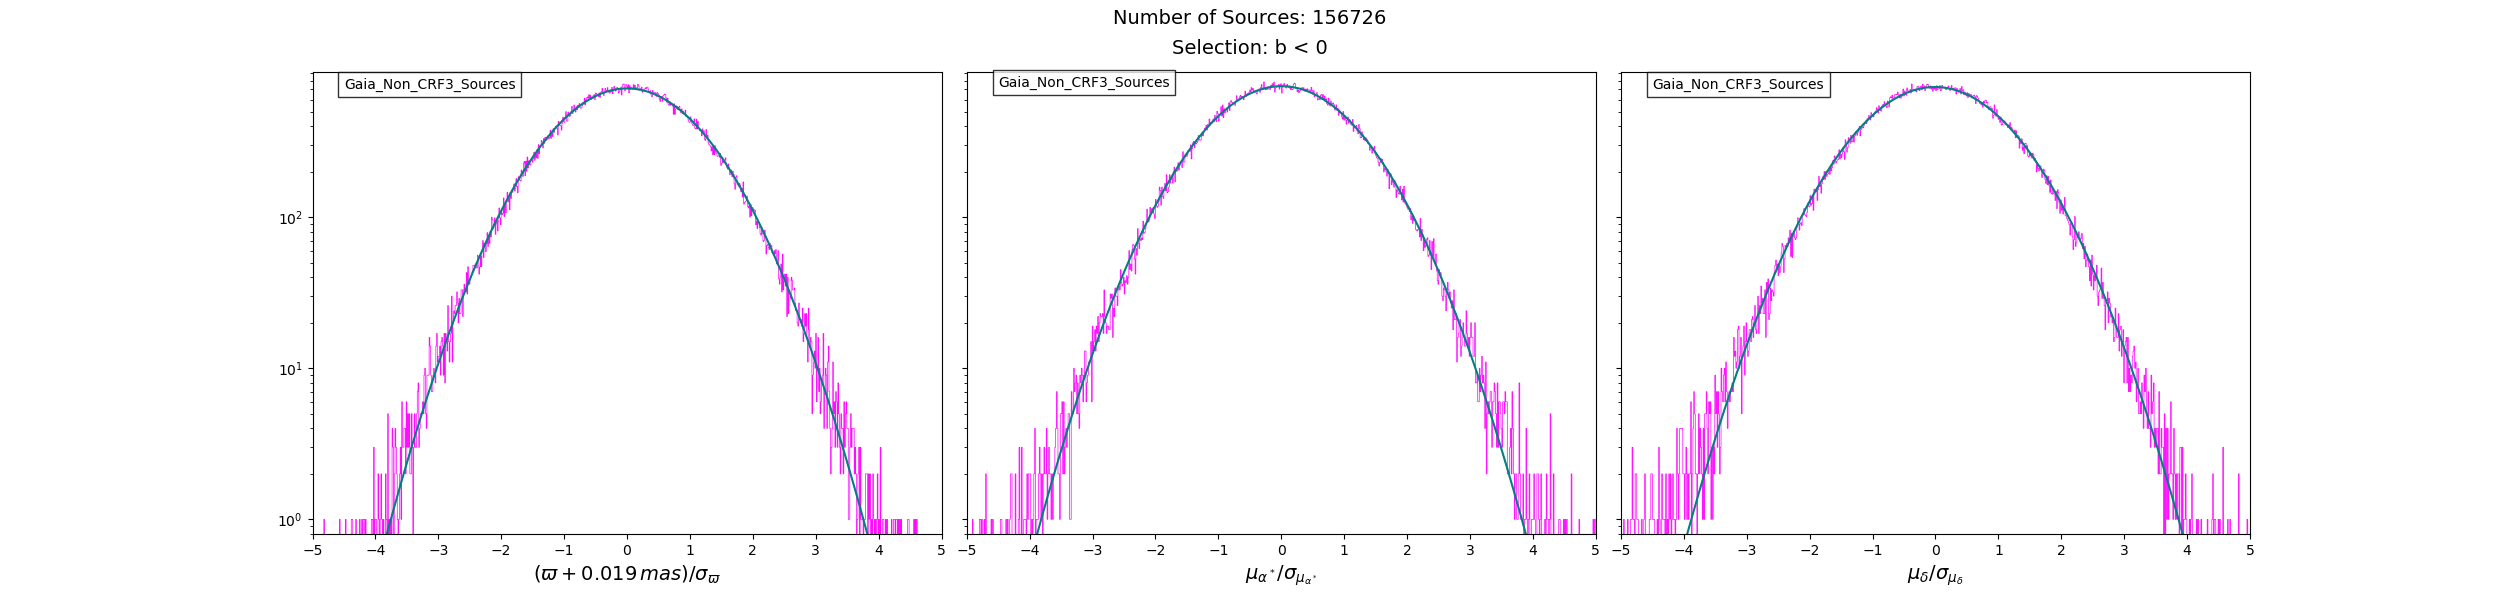 Number of Sources: 156726
Selection: b < 0
Gaia_Non_CRF3_Sources
Gaia_Non_CRF3_Sources
Gaia_Non_CRF3_Sources
10²
10¹
10⁰
−5 −4 −3 −2 −1 0 1 2 3 4 5
−5 −4 −3 −2 −1 0 1 2 3 4 5
−5 −4 −3 −2 −1 0 1 2 3 4 5
(ϖ + 0.019 mas)/σ_ϖ
μ_α*/σ_μ_α*
μ_δ/σ_μ_δ